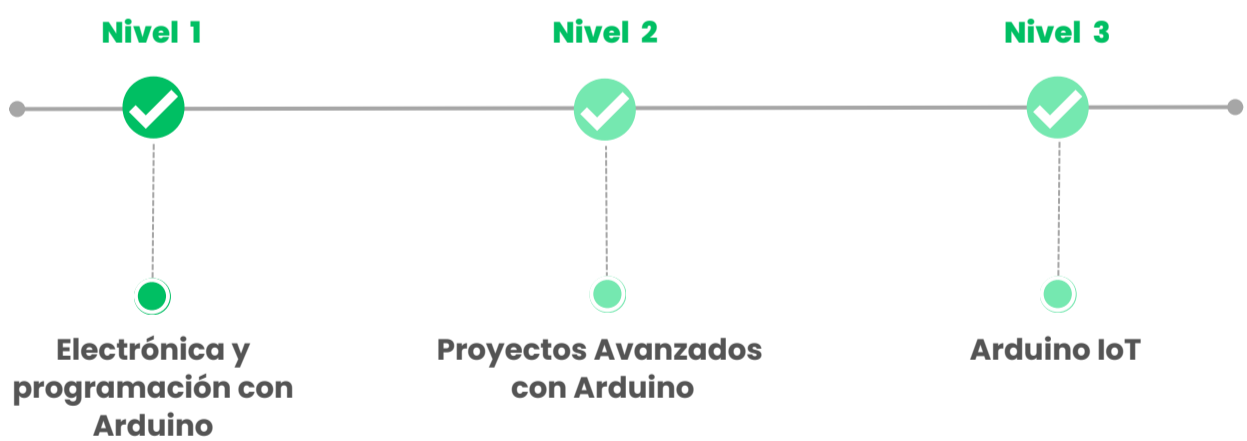 Nivel 1
Nivel 2
Nivel 3
Electrónica y
programación con
Arduino
Proyectos Avanzados
con Arduino
Arduino IoT